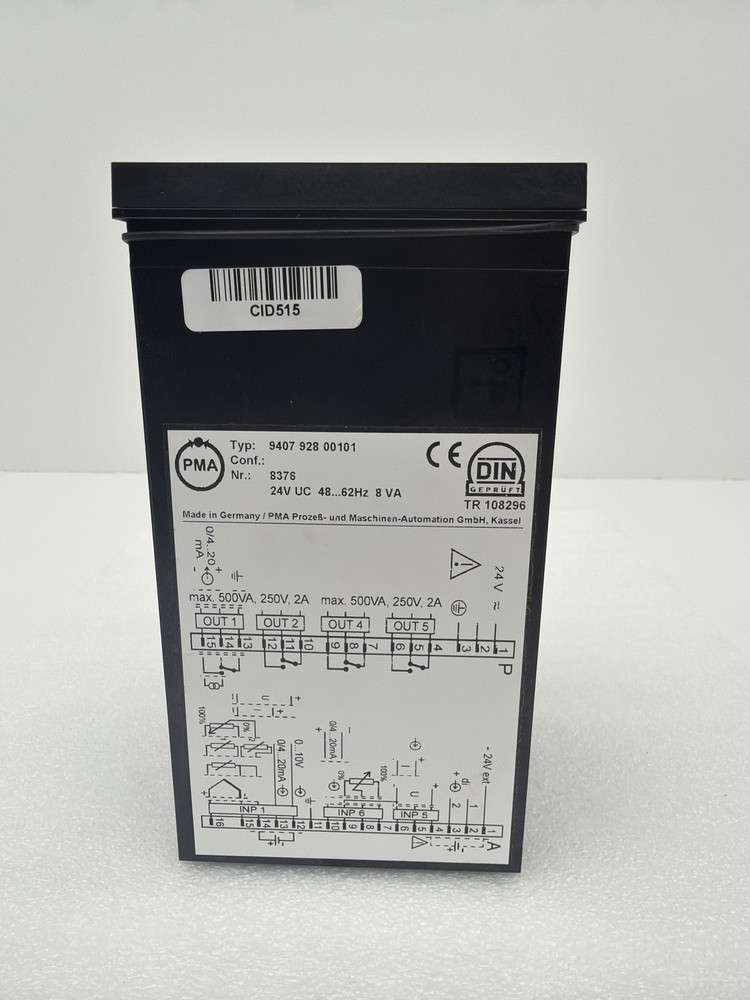 CID515
PMA
Typ: 9407 928 00101
Conf.:
Nr.: 8376
24V UC 48...62Hz 8 VA
CE
DIN
GEPRÜFT
TR 108296
Made in Germany / PMA Prozeß- und Maschinen-Automation GmbH, Kassel
0/4..20 mA
- +
24 V ≂
max. 500VA, 250V, 2A max. 500VA, 250V, 2A
OUT 1 OUT 2 OUT 4 OUT 5
15 14 13 12 11 10 9 8 7 6 5 4 3 2 1
P
100% 0%
0/4..20mA
0...10V
0/4..20mA
0% 100%
- 24V ext
di
+ 2 1
INP 1 INP 6 INP 5
16 15 14 13 12 11 10 9 8 7 6 5 4 3 2 1
A